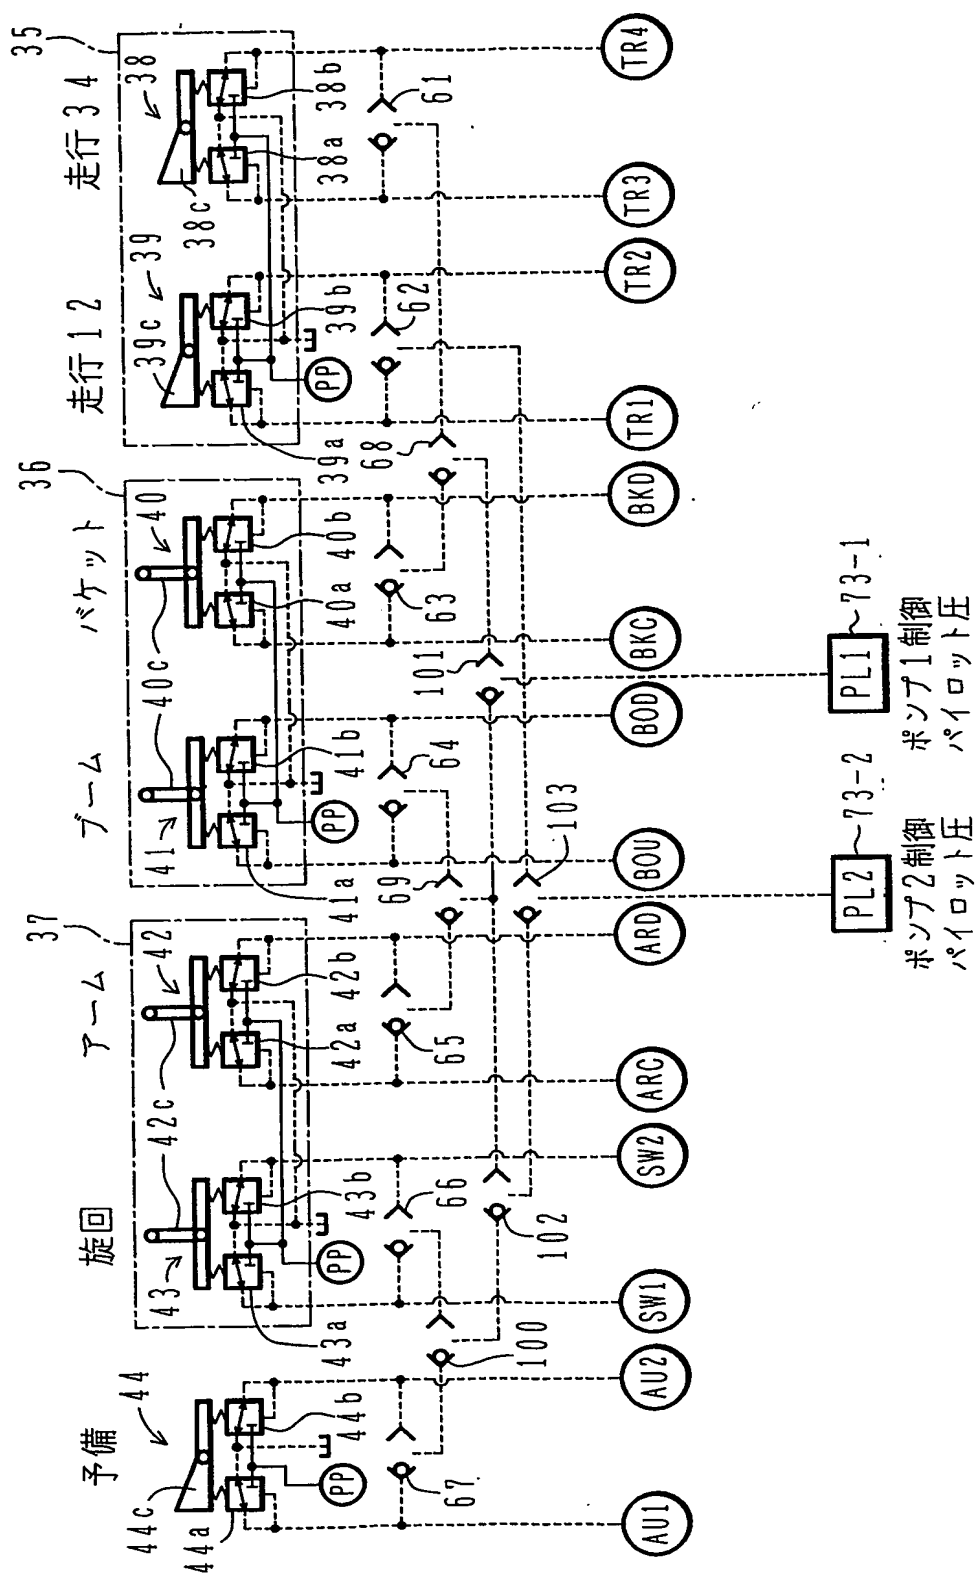 35
36
37
走行34
走行12
バケット
ブーム
アーム
旋回
予備
38
38c
38a
38b
39
39c
39a
39b
40
40c
40a
40b
41
41a
41b
42
42c
42a
42b
43
43a
43b
44
44c
44a
44b
PP
PP
PP
PP
61
62
63
64
65
66
67
68
69
100
101
102
103
TR4
TR3
TR2
TR1
BKD
BKC
BOD
BOU
ARD
ARC
SW2
SW1
AU2
AU1
PL1
73-1
ポンプ1制御
パイロット圧
PL2
73-2
ポンプ2制御
パイロット圧